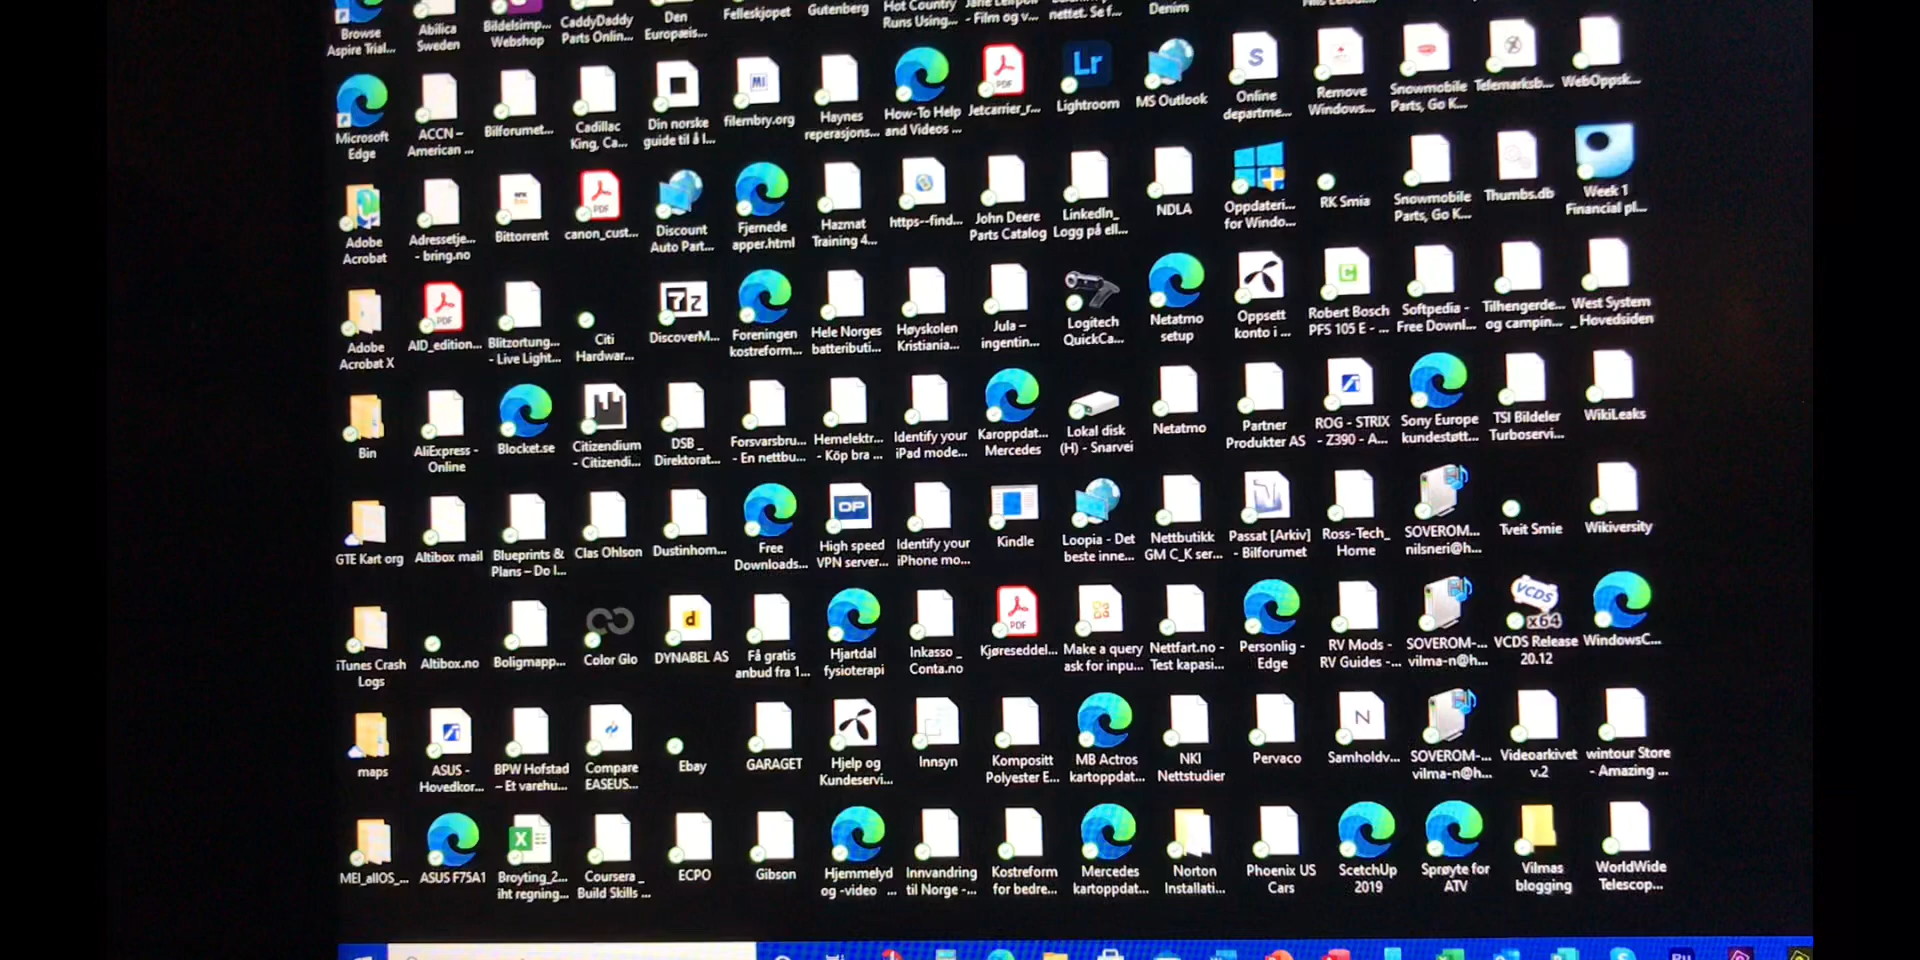 Browse
Aspire Trial...
Abilica
Sweden
Bildelsimp...
Webshop
CaddyDaddy
Parts Onlin...
Den
Europæis...
Felleskjopet
Gutenberg
Hot Country
Runs Using...
- Film og v...
nettet. Se f...
Denim
Microsoft
Edge
ACCN –
American ...
Bilforumet...
Cadillac
King, Ca...
Din norske
guide til å l...
filembry.org
Haynes
reperasjons...
How-To Help
and Videos ...
PDF
Jetcarrier_r...
Lr
Lightroom
MS Outlook
S
Online
departme...
Remove
Windows...
Snowmobile
Parts, Go K...
Telemarksb...
WebOppsk...
Adobe
Acrobat
Adressetje...
- bring.no
Bittorrent
PDF
canon_cust...
Discount
Auto Part...
Fjernede
apper.html
Hazmat
Training 4...
https--find...
John Deere
Parts Catalog
LinkedIn_
Logg på ell...
NDLA
Oppdateri...
for Windo...
RK Smia
Snowmobile
Parts, Go K...
Thumbs.db
Week 1
Financial pl...
Adobe
Acrobat X
PDF
AID_edition...
Blitzortung...
- Live Light...
Citi
Hardwar...
7z
DiscoverM...
Foreningen
kostreform...
Hele Norges
batteributi...
Høyskolen
Kristiania...
Jula –
ingentin...
Logitech
QuickCa...
Netatmo
setup
Oppsett
konto i ...
Robert Bosch
PFS 105 E - ...
Softpedia -
Free Downl...
Tilhengerde...
og campin...
West System
_ Hovedsiden
Bin
AliExpress -
Online
Blocket.se
Citizendium
- Citizendi...
DSB _
Direktorat...
Forsvarsbru...
- En nettbu...
Hemelektr...
- Köp bra ...
Identify your
iPad mode...
Karoppdat...
Mercedes
Lokal disk
(H) - Snarvei
Netatmo
Partner
Produkter AS
ROG - STRIX
- Z390 - A...
Sony Europe
kundestøtt...
TSI Bildeler
Turboservi...
WikiLeaks
GTE Kart org
Altibox mail
Blueprints &
Plans – Do I...
Clas Ohlson
Dustinhom...
Free
Downloads...
OP
High speed
VPN server...
Identify your
iPhone mo...
Kindle
Loopia - Det
beste inne...
Nettbutikk
GM C_K ser...
Passat [Arkiv]
- Bilforumet
Ross-Tech_
Home
SOVEROM...
nilsneri@h...
Tveit Smie
Wikiversity
iTunes Crash
Logs
Altibox.no
Boligmapp...
Color Glo
d
DYNABEL AS
Få gratis
anbud fra 1...
Hjartdal
fysioterapi
Inkasso _
Conta.no
PDF
Kjøreseddel...
Make a query
ask for inpu...
Nettfart.no -
Test kapasi...
Personlig -
Edge
RV Mods -
RV Guides -...
SOVEROM-...
vilma-n@h...
VCDS
x64
VCDS Release
20.12
WindowsC...
maps
ASUS -
Hovedkor...
BPW Hofstad
– Et varehu...
Compare
EASEUS...
Ebay
GARAGET
Hjelp og
Kundeservi...
Innsyn
Kompositt
Polyester E...
MB Actros
kartoppdat...
NKI
Nettstudier
Pervaco
N
Samholdv...
SOVEROM-...
vilma-n@h...
Videoarkivet
v.2
wintour Store
- Amazing ...
MEI_allOS_...
ASUS F75A1
Broyting_2...
iht regning...
Coursera _
Build Skills ...
ECPO
Gibson
Hjemmelyd
og -video ...
Innvandring
til Norge -...
Kostreform
for bedre...
Mercedes
kartoppdat...
Norton
Installati...
Phoenix US
Cars
ScetchUp
2019
Sprøyte for
ATV
Vilmas
blogging
WorldWide
Telescop...